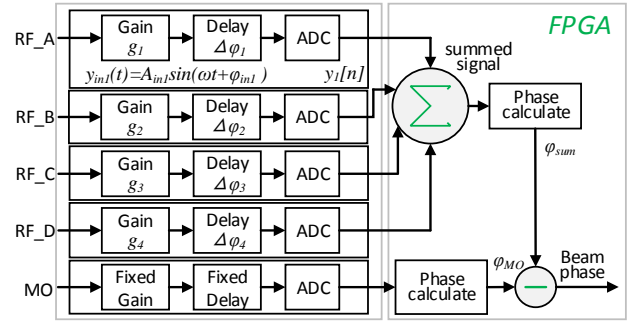 FPGA
RF_A
Gain
g1
Delay
Δφ1
ADC
yin1(t)=Ain1sin(ωt+φin1 )
y1[n]
summed
signal
RF_B
Gain
g2
Delay
Δφ2
ADC
∑
Phase
calculate
RF_C
Gain
g3
Delay
Δφ3
ADC
φsum
RF_D
Gain
g4
Delay
Δφ4
ADC
MO
Fixed
Gain
Fixed
Delay
ADC
Phase
calculate
φMO
−
Beam
phase